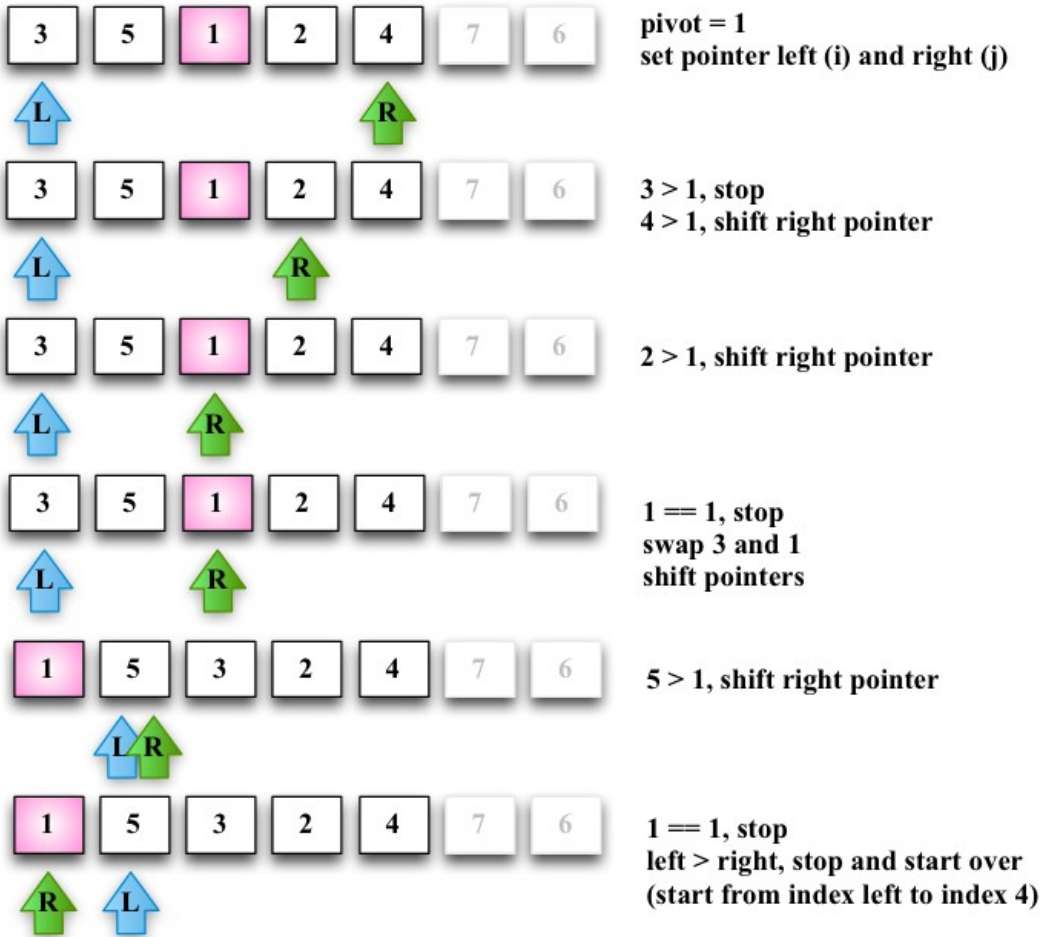 3 5 1 2 4 7 6
pivot = 1
set pointer left (i) and right (j)
L R
3 5 1 2 4 7 6
3 > 1, stop
4 > 1, shift right pointer
L R
3 5 1 2 4 7 6
2 > 1, shift right pointer
L R
3 5 1 2 4 7 6
1 == 1, stop
swap 3 and 1
shift pointers
L R
1 5 3 2 4 7 6
5 > 1, shift right pointer
L R
1 5 3 2 4 7 6
1 == 1, stop
left > right, stop and start over
(start from index left to index 4)
R L